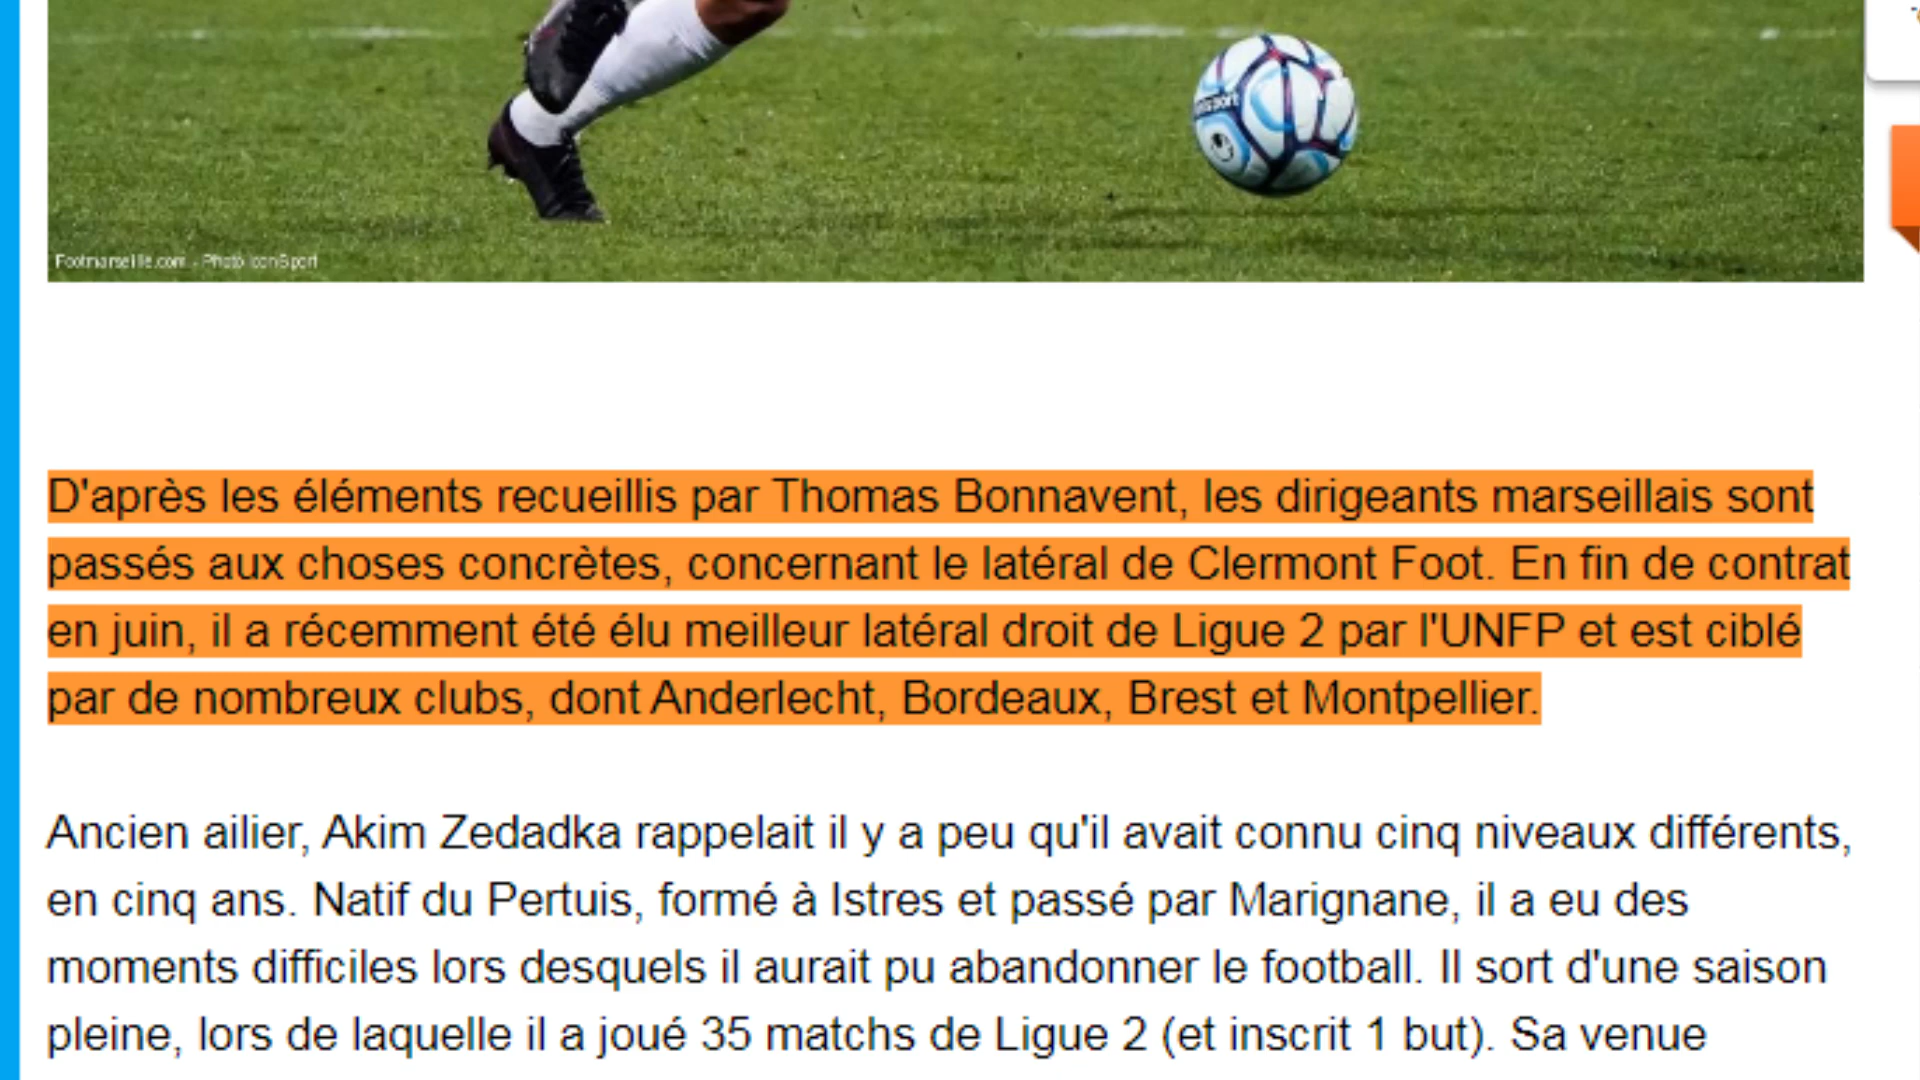 Footmarseille.com - Photo IconSport
D'après les éléments recueillis par Thomas Bonnavent, les dirigeants marseillais sont
passés aux choses concrètes, concernant le latéral de Clermont Foot. En fin de contrat
en juin, il a récemment été élu meilleur latéral droit de Ligue 2 par l'UNFP et est ciblé
par de nombreux clubs, dont Anderlecht, Bordeaux, Brest et Montpellier.
Ancien ailier, Akim Zedadka rappelait il y a peu qu'il avait connu cinq niveaux différents,
en cinq ans. Natif du Pertuis, formé à Istres et passé par Marignane, il a eu des
moments difficiles lors desquels il aurait pu abandonner le football. Il sort d'une saison
pleine, lors de laquelle il a joué 35 matchs de Ligue 2 (et inscrit 1 but). Sa venue